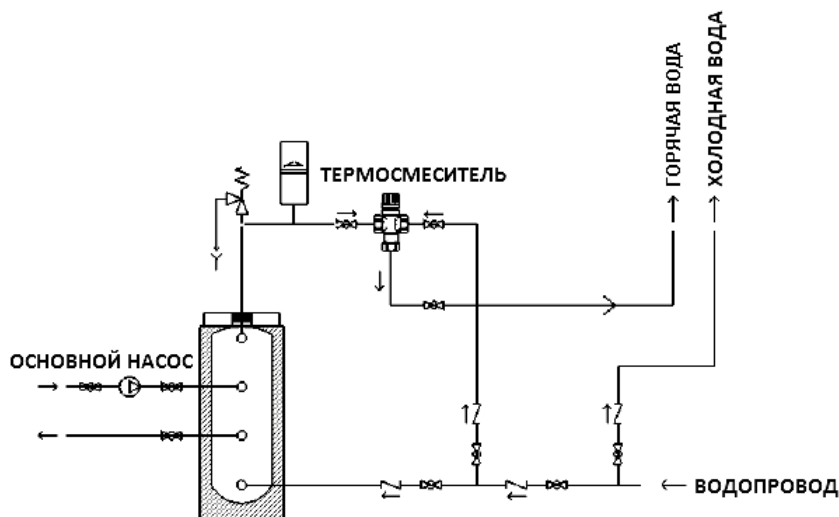 ГОРЯЧАЯ ВОДА
ХОЛОДНАЯ ВОДА
ТЕРМОСМЕСИТЕЛЬ
ОСНОВНОЙ НАСОС
ВОДОПРОВОД